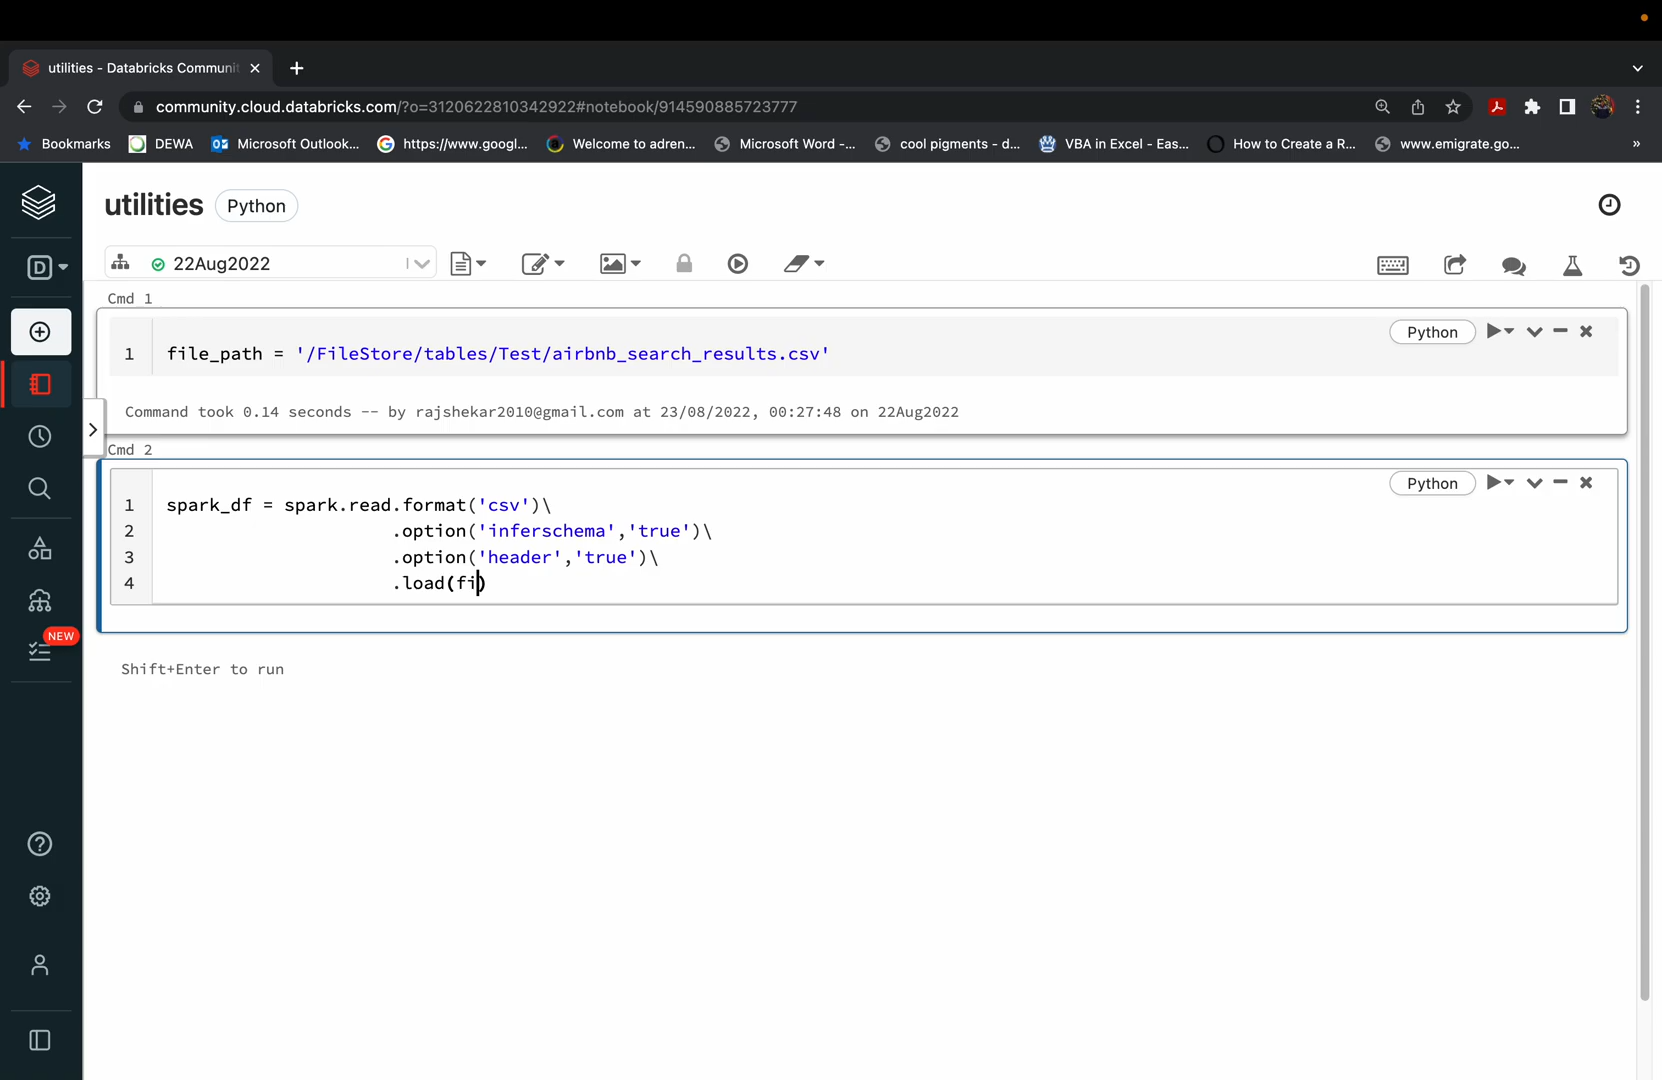 utilities - Databricks Communit
community.cloud.databricks.com/?o=3120622810342922#notebook/914590885723777
Bookmarks DEWA Microsoft Outlook... https://www.googl... Welcome to adren... Microsoft Word -... cool pigments - d... VBA in Excel - Eas... How to Create a R... www.emigrate.go... »
utilities Python
D 22Aug2022
Cmd 1
Python
1 file_path = '/FileStore/tables/Test/airbnb_search_results.csv'
Command took 0.14 seconds -- by rajshekar2010@gmail.com at 23/08/2022, 00:27:48 on 22Aug2022
Cmd 2
Python
1 spark_df = spark.read.format('csv')\
2 .option('inferschema','true')\
3 .option('header','true')\
4 .load(fi)
NEW
Shift+Enter to run